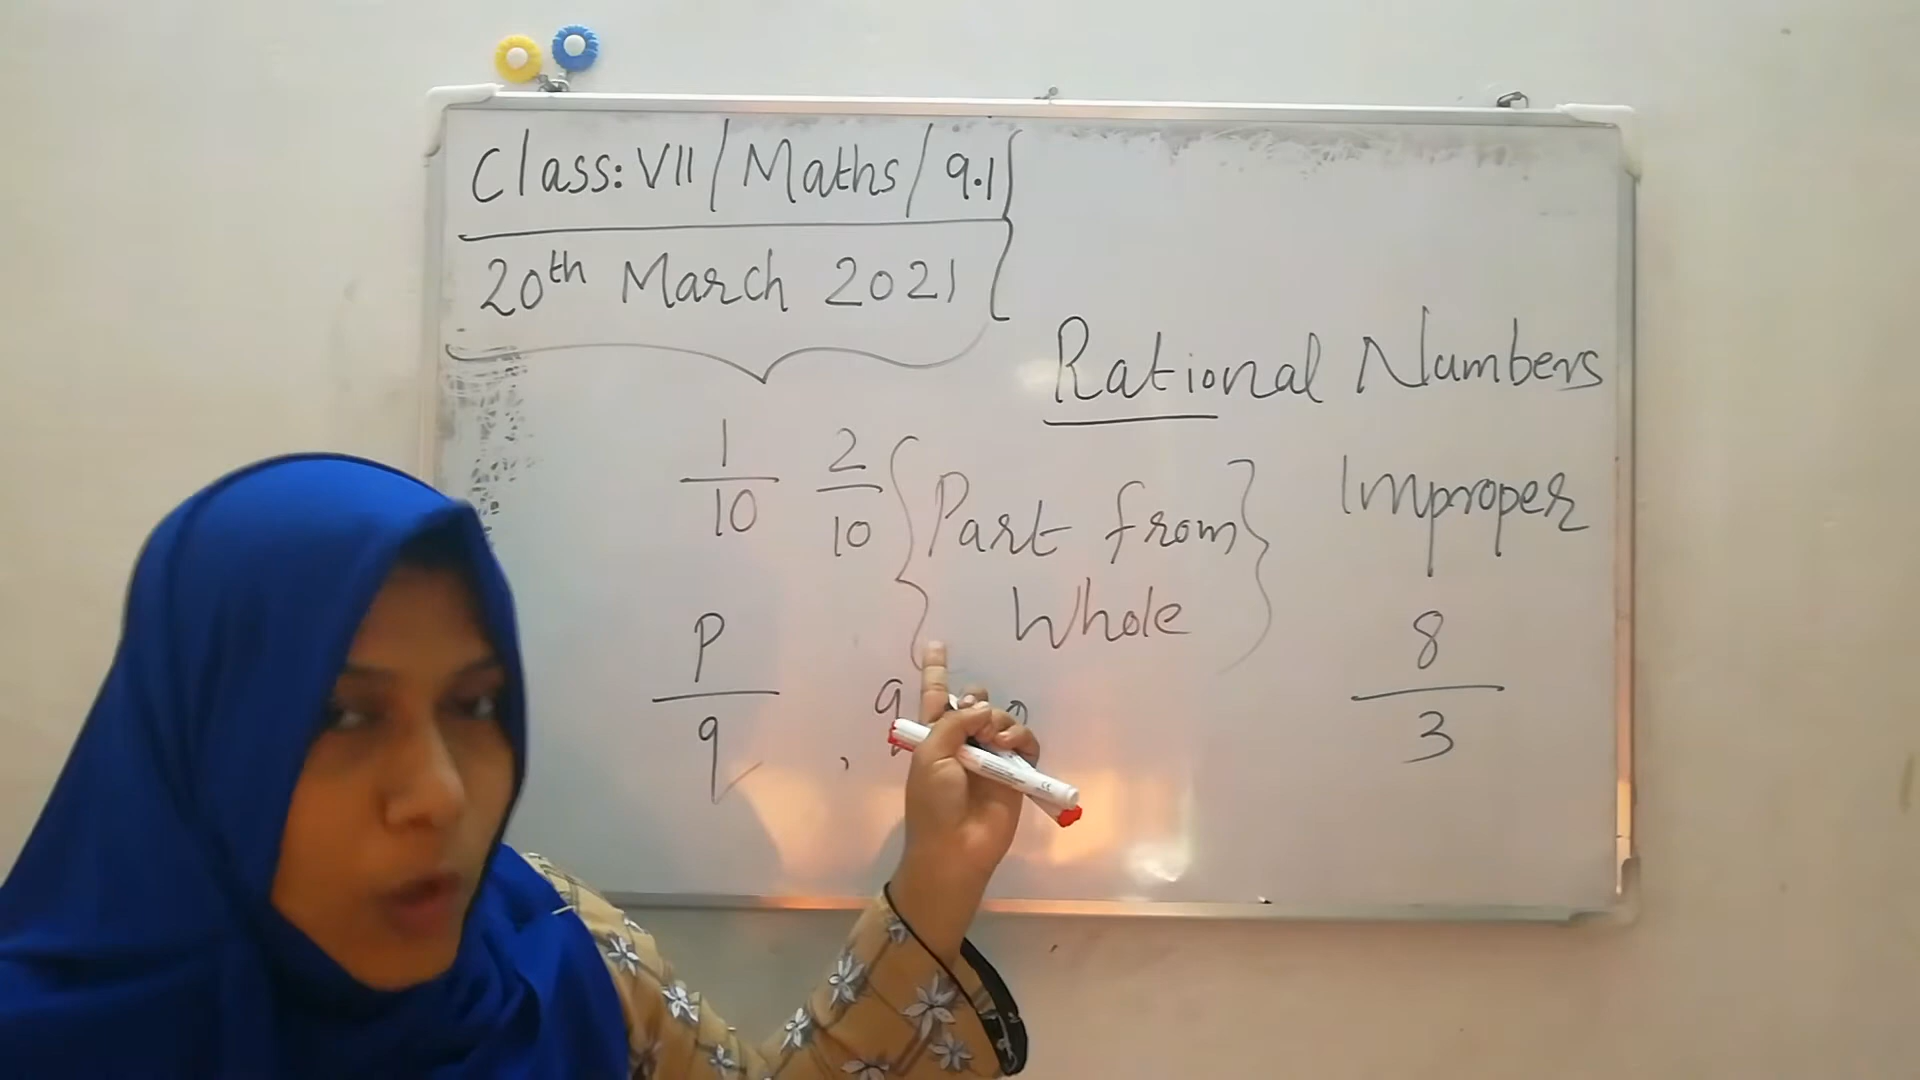 Class: VII / Maths / 9.1
20th March 2021
Rational Numbers
1/10 2/10
Part from
Whole
Improper
p/q , q
8/3